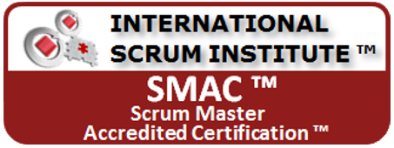 INTERNATIONAL
SCRUM INSTITUTE ™
SMAC ™
Scrum Master
Accredited Certification ™